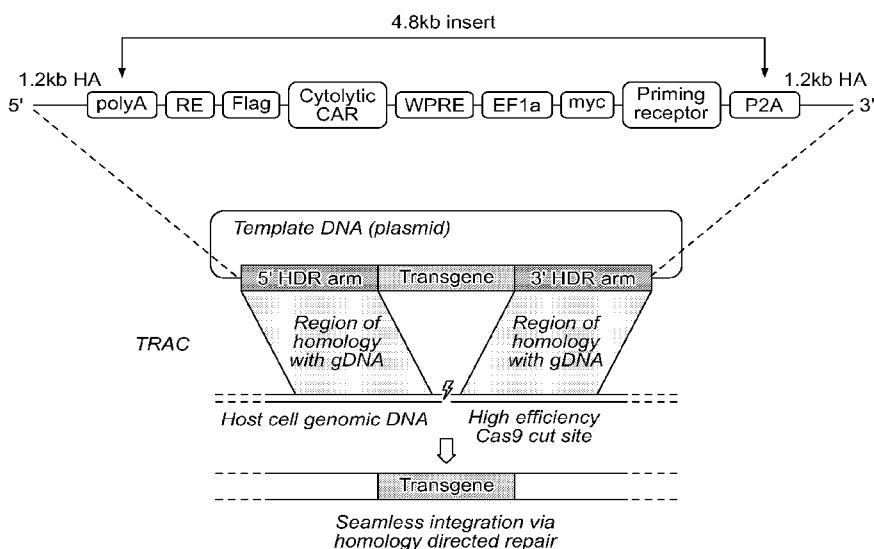 4.8kb insert
1.2kb HA
1.2kb HA
5'
polyA
RE
Flag
Cytolytic
CAR
WPRE
EF1a
myc
Priming
receptor
P2A
3'
Template DNA (plasmid)
5' HDR arm
Transgene
3' HDR arm
TRAC
Region of
homology
with gDNA
Region of
homology
with gDNA
Host cell genomic DNA
High efficiency
Cas9 cut site
Transgene
Seamless integration via
homology directed repair